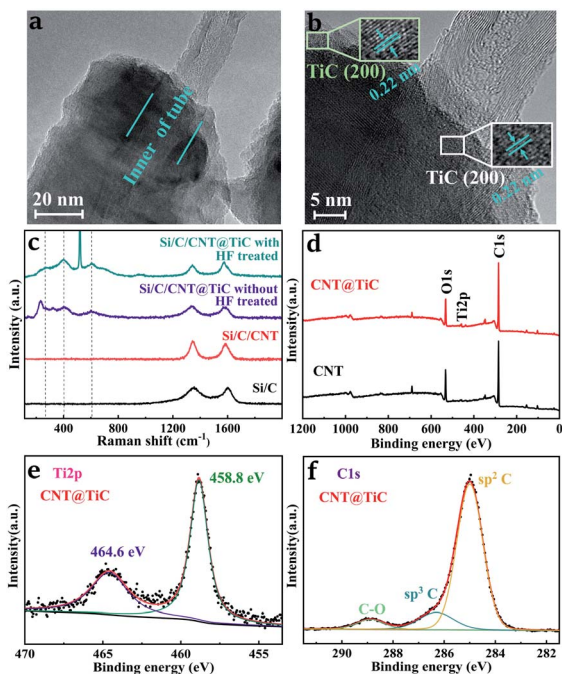 a
Inner of tube
20 nm
b
TiC (200)
0.22 nm
TiC (200)
0.22 nm
5 nm
c
Si/C/CNT@TiC with
HF treated
Si/C/CNT@TiC without
HF treated
Si/C/CNT
Si/C
Intensity(a.u.)
400 800 1200 1600
Raman shift (cm-1)
d
C1s
O1s
Ti2p
CNT@TiC
CNT
Intensity (a.u.)
1200 1000 800 600 400 200 0
Binding energy (eV)
e
Ti2p
CNT@TiC
458.8 eV
464.6 eV
Intensity(a.u.)
470 465 460 455
Binding energy (eV)
f
C1s
CNT@TiC
sp2 C
sp3 C
C-O
Intensity(a.u.)
290 288 286 284 282
Binding energy (eV)